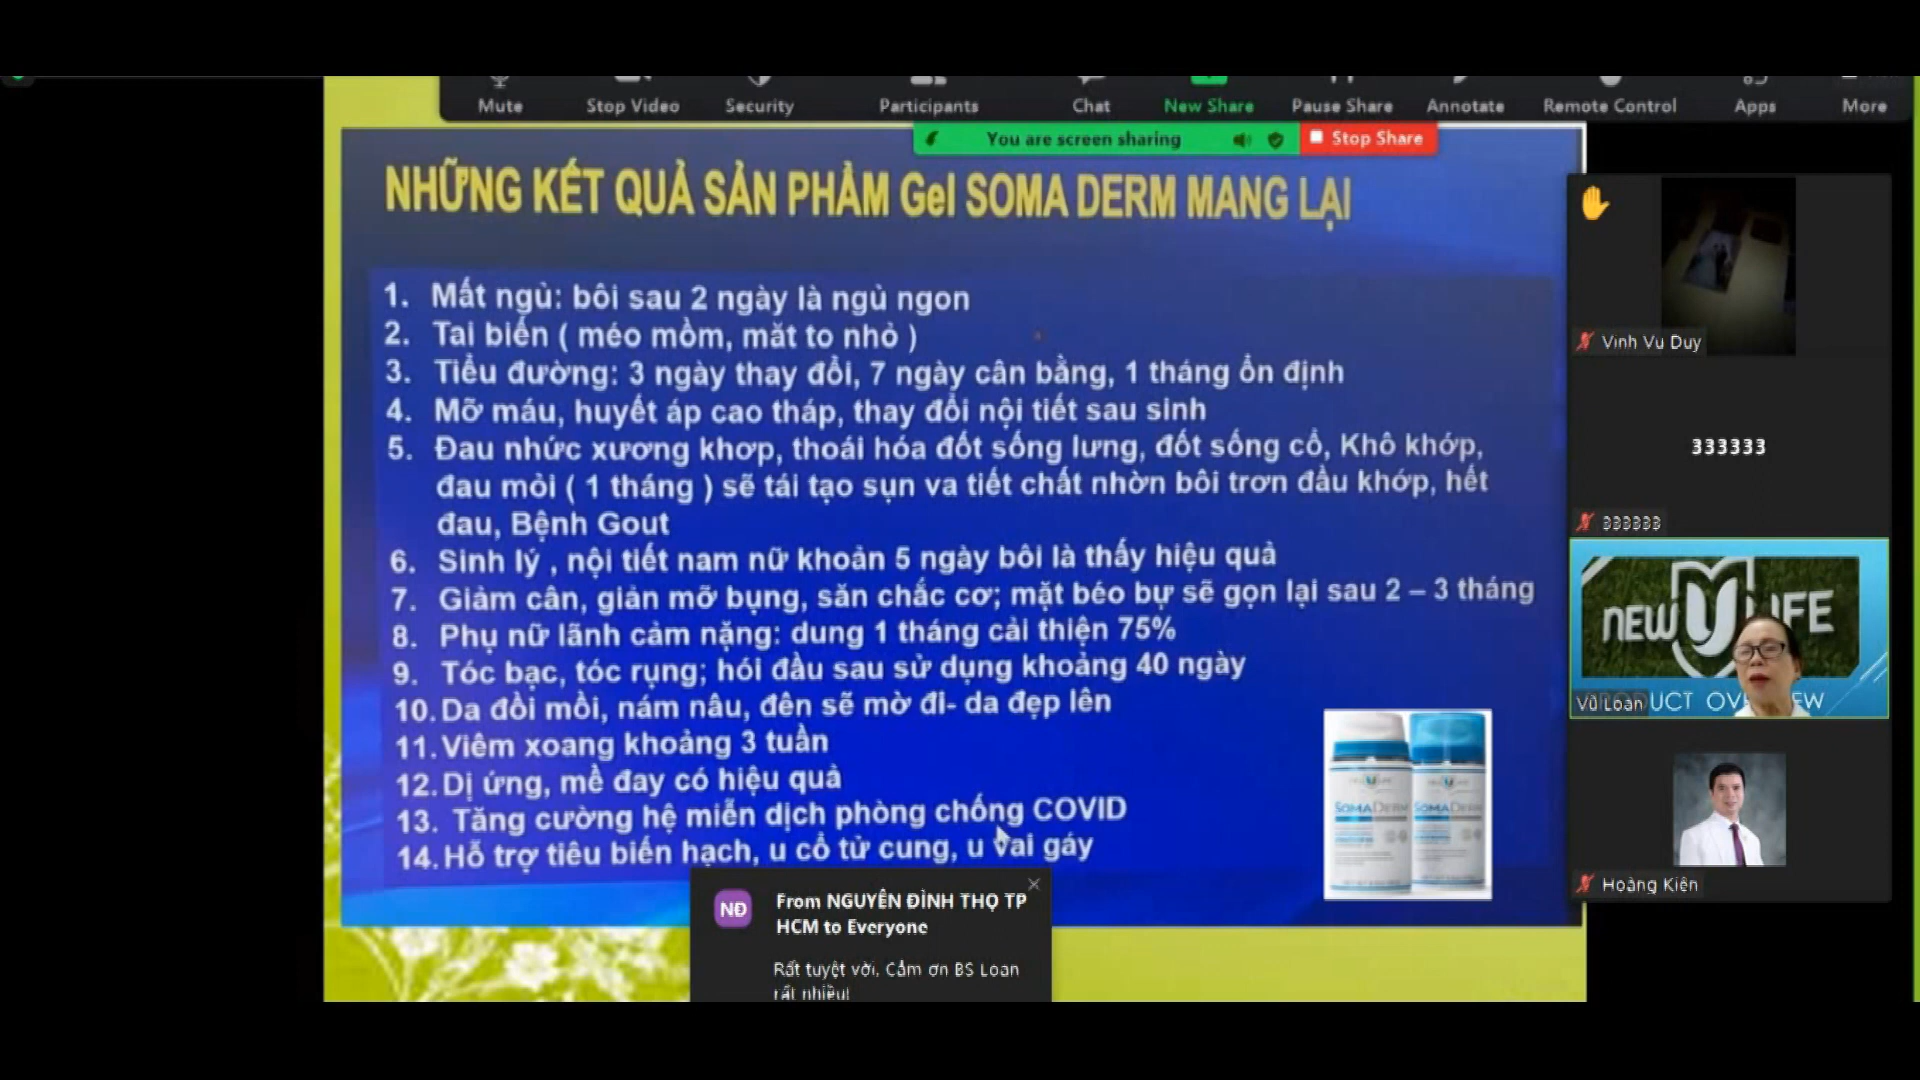 Mute Stop Video Security Participants Chat New Share Pause Share Annotate Remote Control Apps More
You are screen sharing Stop Share
NHỮNG KẾT QUẢ SẢN PHẨM Gel SOMA DERM MANG LẠI
1. Mất ngủ: bôi sau 2 ngày là ngủ ngon
2. Tai biến ( méo mồm, mắt to nhỏ )
3. Tiểu đường: 3 ngày thay đổi, 7 ngày cân bằng, 1 tháng ổn định
4. Mỡ máu, huyết áp cao tháp, thay đổi nội tiết sau sinh
5. Đau nhức xương khơp, thoái hóa đốt sống lưng, đốt sống cổ, Khô khớp,
đau mỏi ( 1 tháng ) sẽ tái tạo sụn va tiết chất nhờn bôi trơn đầu khớp, hết
đau, Bệnh Gout
6. Sinh lý , nội tiết nam nữ khoản 5 ngày bôi là thấy hiệu quả
7. Giảm cân, giản mỡ bụng, săn chắc cơ; mặt béo bự sẽ gọn lại sau 2 – 3 tháng
8. Phụ nữ lãnh cảm nặng: dung 1 tháng cải thiện 75%
9. Tóc bạc, tóc rụng; hói đầu sau sử dụng khoảng 40 ngày
10. Da đồi mồi, nám nâu, đên sẽ mờ đi- da đẹp lên
11. Viêm xoang khoảng 3 tuần
12. Dị ứng, mề đay có hiệu quả
13. Tăng cường hệ miễn dịch phòng chống COVID
14. Hỗ trợ tiêu biến hạch, u cổ tử cung, u vai gáy
SOMADERM SOMADERM
NĐ
From NGUYỄN ĐÌNH THỌ TP
HCM to Everyone
Rất tuyệt vời, Cảm ơn BS Loan
rất nhiều!
Vinh Vu Duy
333333
333333
NEW U LIFE
Vũ Loan
Hoàng Kiên